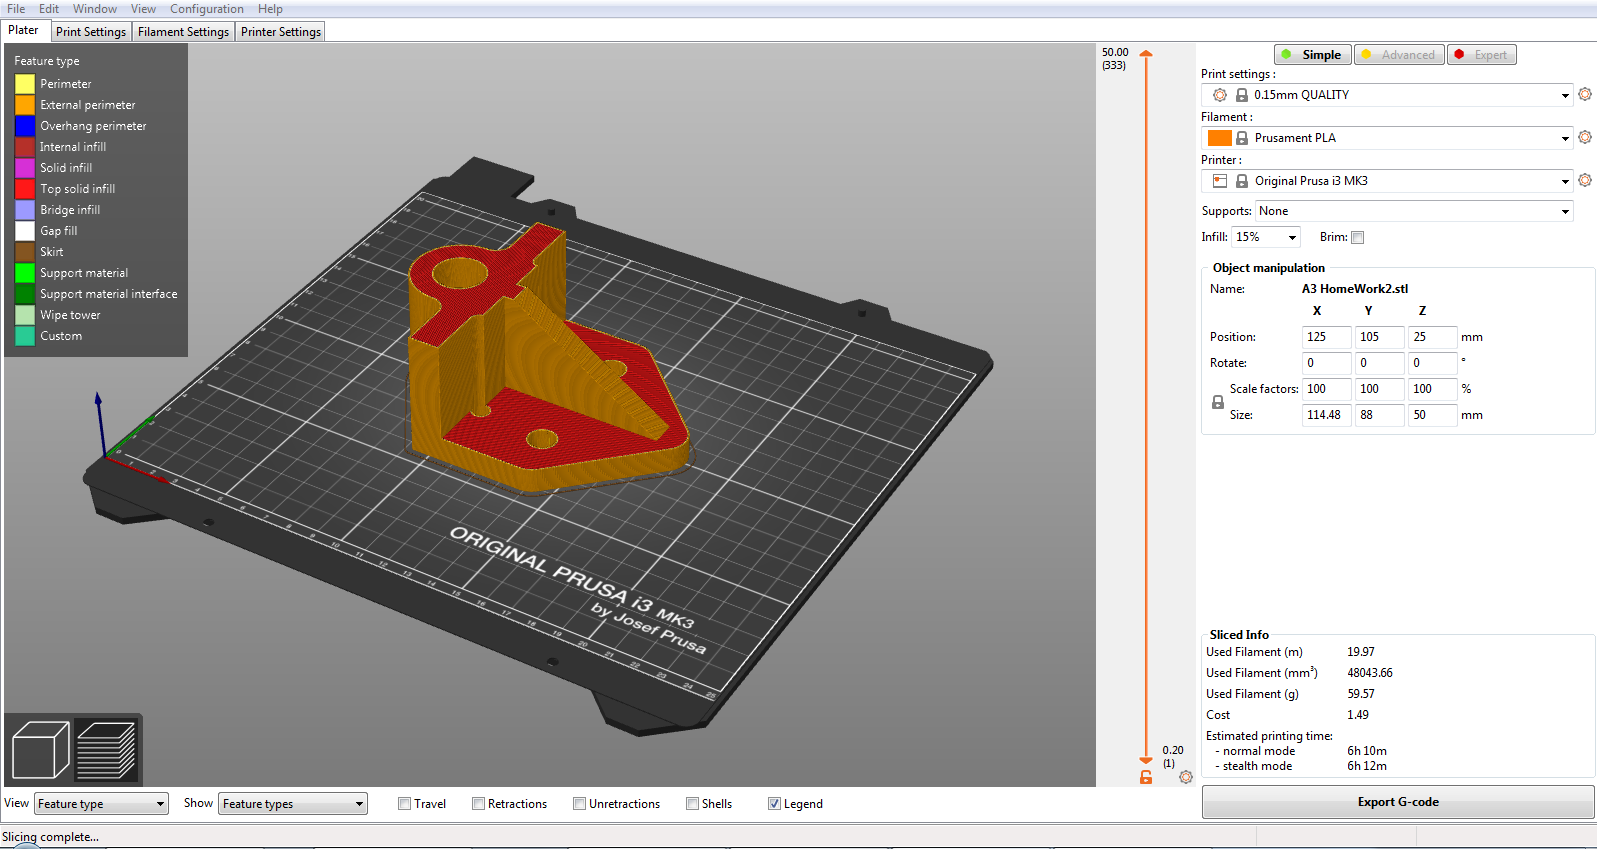 File Edit Window View Configuration Help
Plater Print Settings Filament Settings Printer Settings
Feature type
Perimeter
External perimeter
Overhang perimeter
Internal infill
Solid infill
Top solid infill
Bridge infill
Gap fill
Skirt
Support material
Support material interface
Wipe tower
Custom
ORIGINAL PRUSA i3 MK3
by Josef Prusa
50.00
(333)
0.20
(1)
Simple Advanced Expert
Print settings :
0.15mm QUALITY
Filament :
Prusament PLA
Printer :
Original Prusa i3 MK3
Supports: None
Infill: 15% Brim:
Object manipulation
Name: A3 HomeWork2.stl
X Y Z
Position: 125 105 25 mm
Rotate: 0 0 0 °
Scale factors: 100 100 100 %
Size: 114.48 88 50 mm
Sliced Info
Used Filament (m) 19.97
Used Filament (mm³) 48043.66
Used Filament (g) 59.57
Cost 1.49
Estimated printing time:
- normal mode 6h 10m
- stealth mode 6h 12m
Export G-code
View Feature type Show Feature types Travel Retractions Unretractions Shells Legend
Slicing complete...